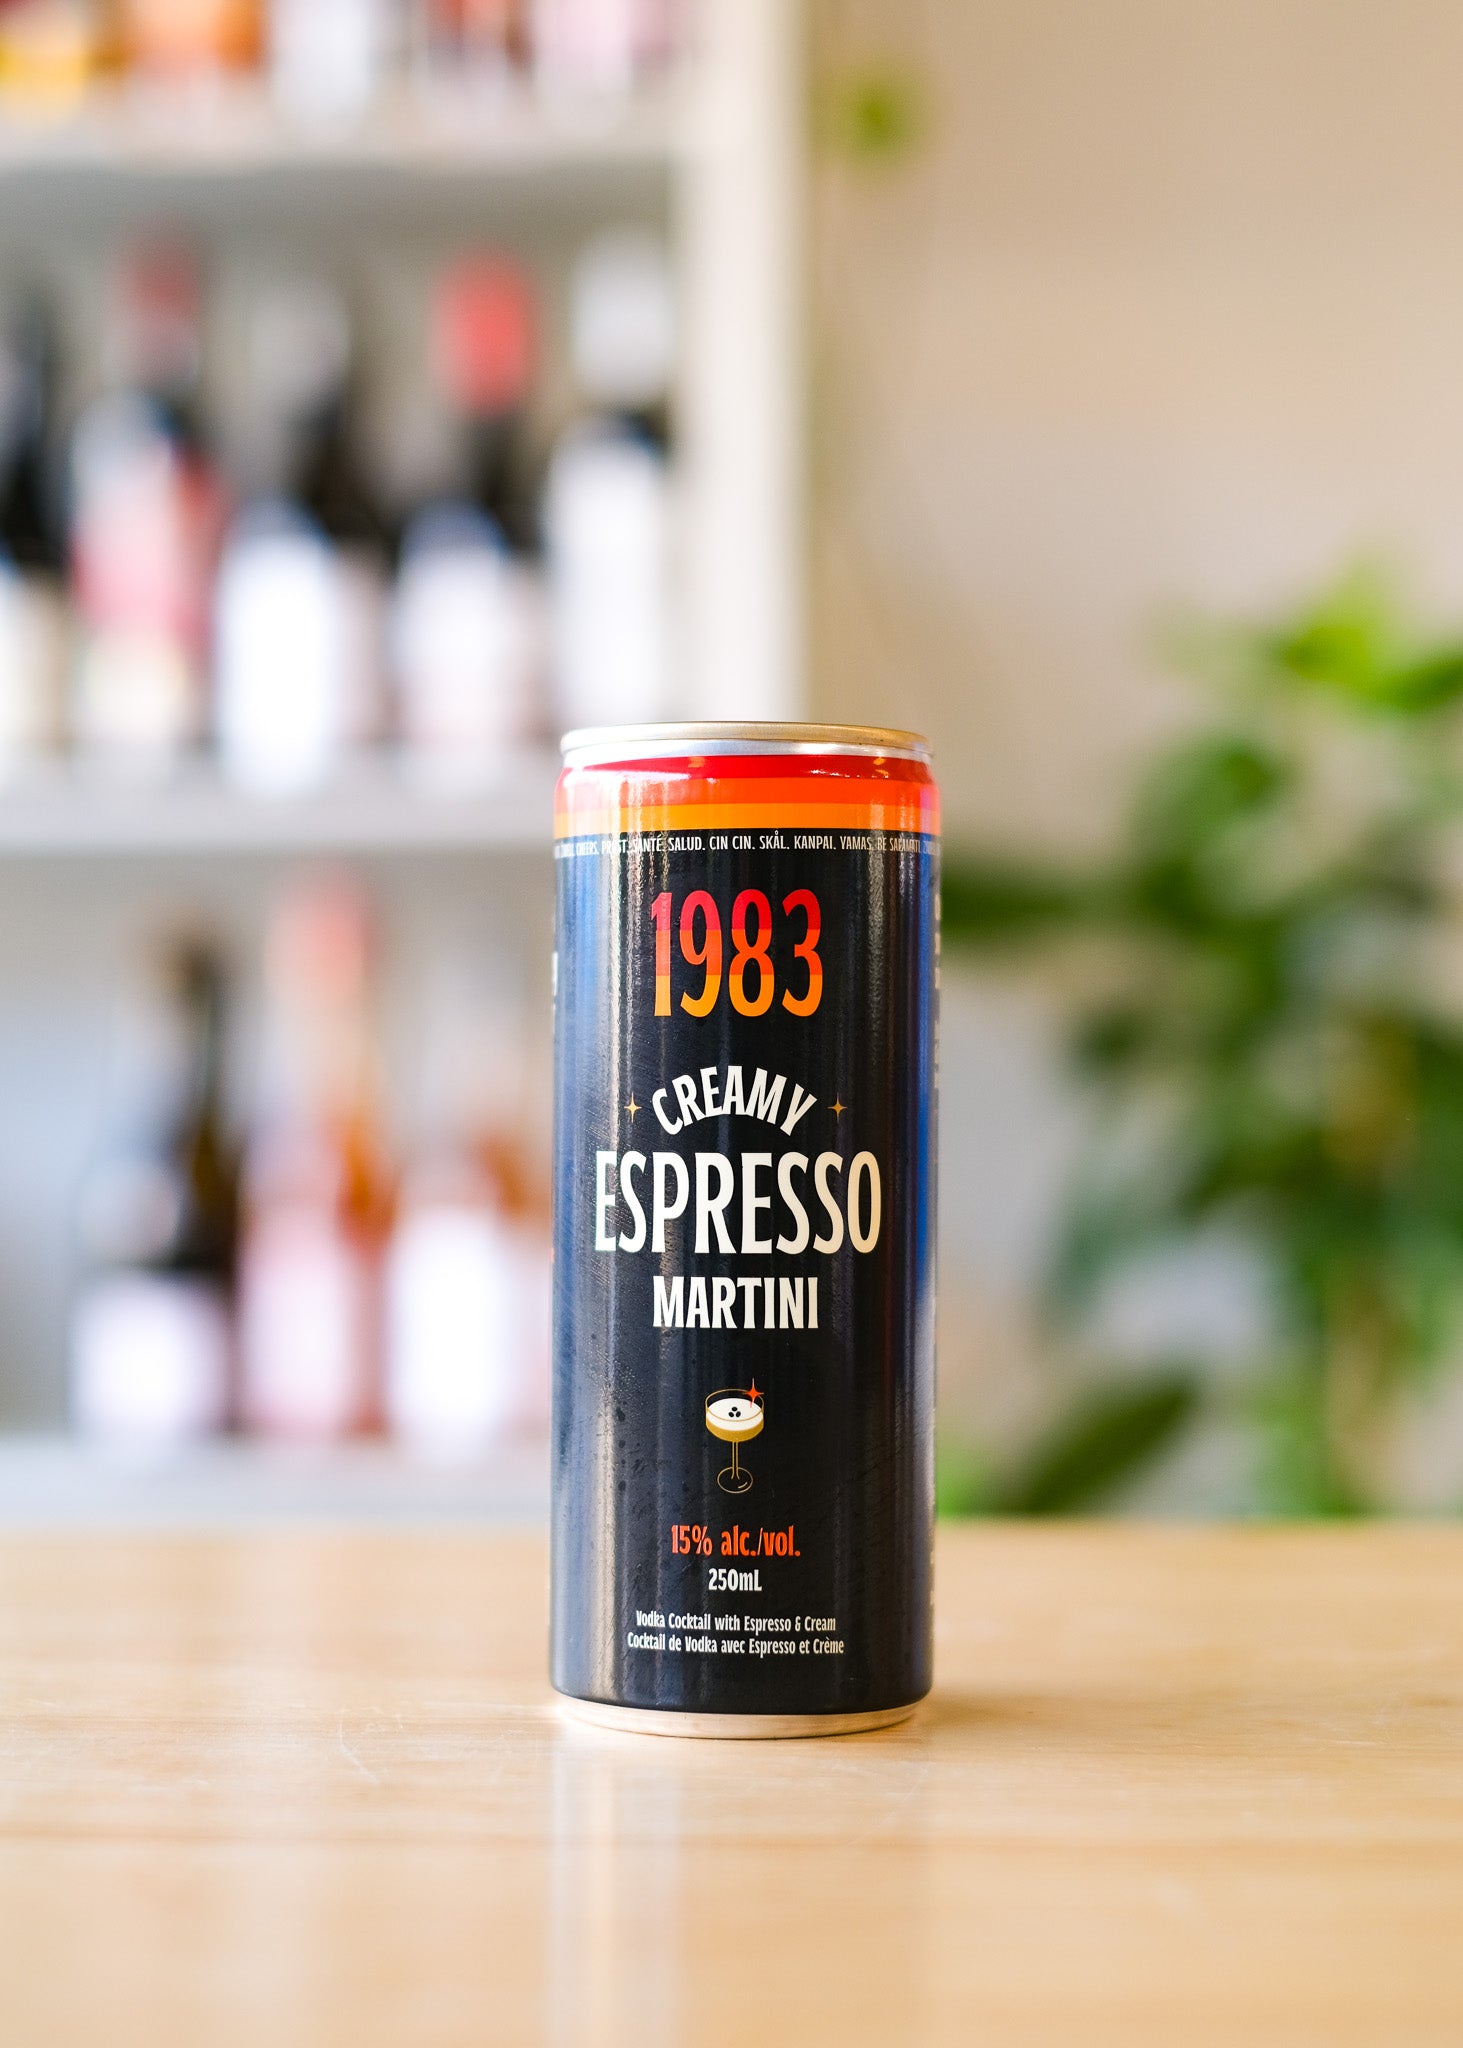 CHEERS. PROST. SANTÉ. SALUD. CIN CIN. SKÅL. KANPAI. YAMAS.
1983
CREAMY
ESPRESSO
MARTINI
15% alc./vol.
250mL
Vodka Cocktail with Espresso & Cream
Cocktail de Vodka avec Espresso et Crème